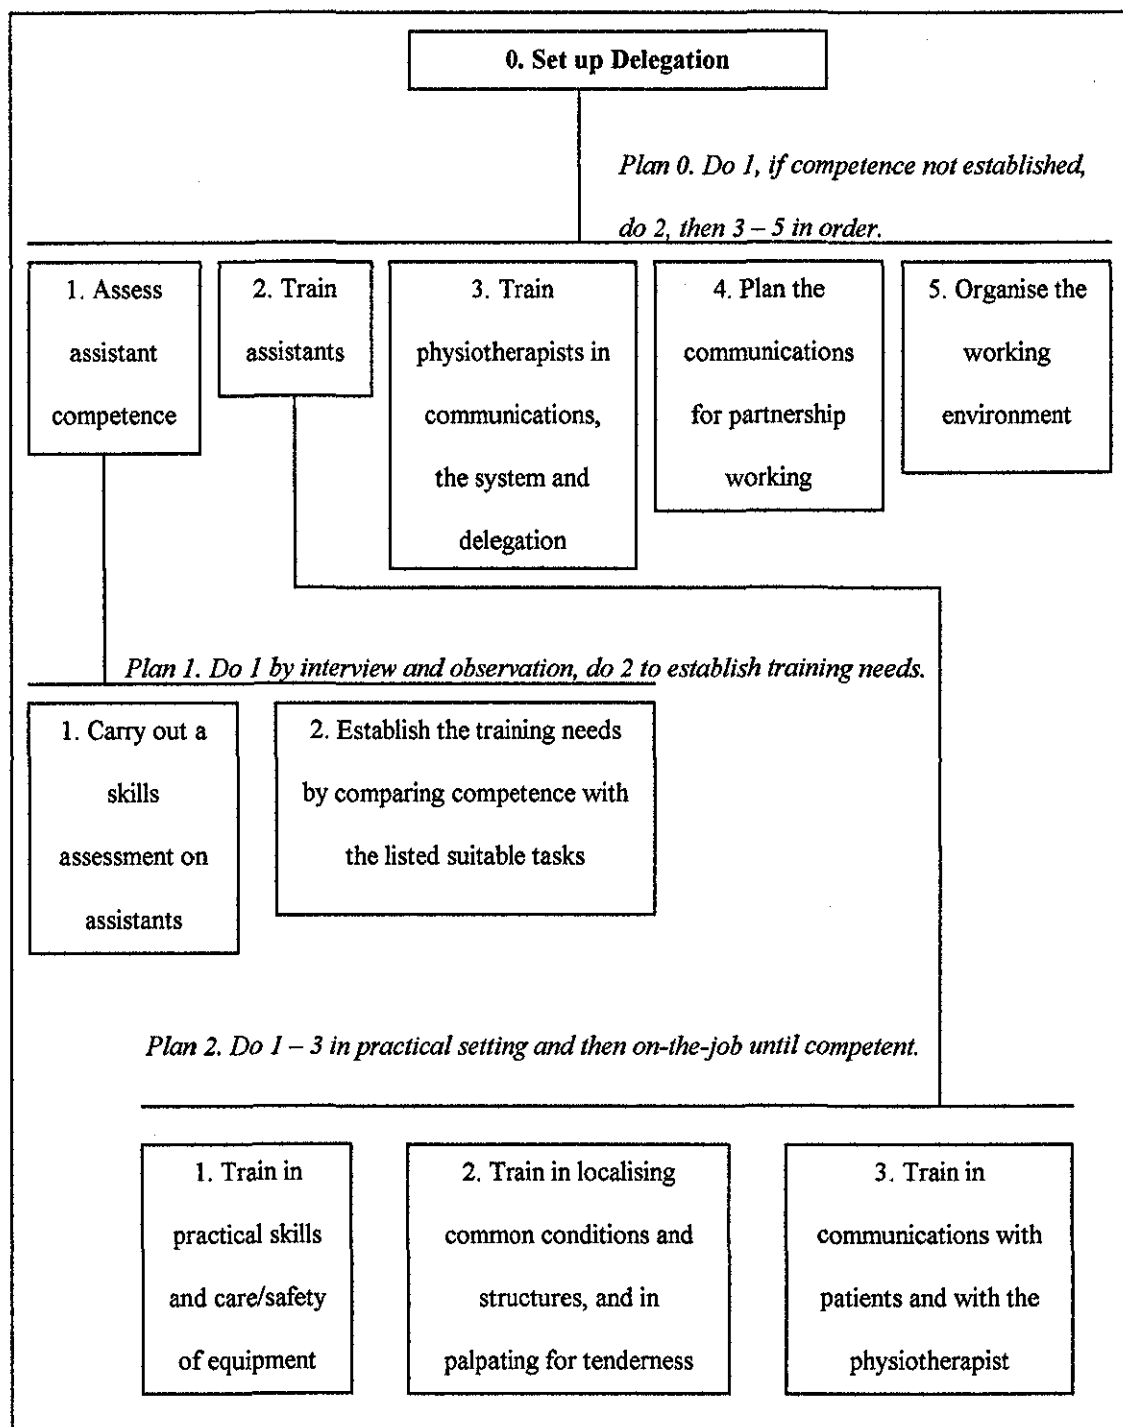 0. Set up Delegation
Plan 0. Do 1, if competence not established,
do 2, then 3 – 5 in order.
1. Assess
assistant
competence
2. Train
assistants
3. Train
physiotherapists in
communications,
the system and
delegation
4. Plan the
communications
for partnership
working
5. Organise the
working
environment
Plan 1. Do 1 by interview and observation, do 2 to establish training needs.
1. Carry out a
skills
assessment on
assistants
2. Establish the training needs
by comparing competence with
the listed suitable tasks
Plan 2. Do 1 – 3 in practical setting and then on-the-job until competent.
1. Train in
practical skills
and care/safety
of equipment
2. Train in localising
common conditions and
structures, and in
palpating for tenderness
3. Train in
communications with
patients and with the
physiotherapist